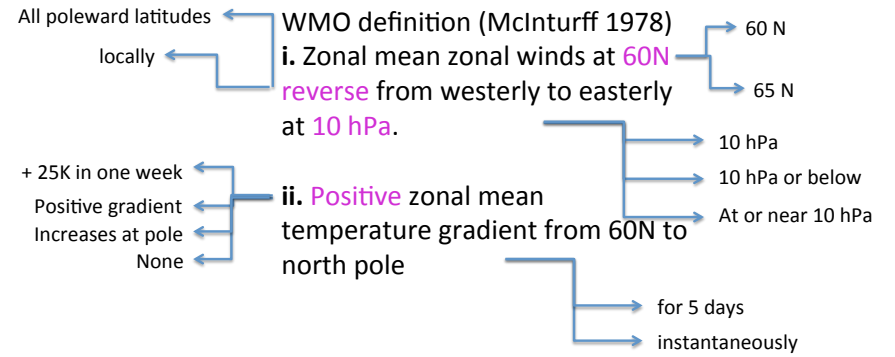 All poleward latitudes
locally
WMO definition (McInturff 1978)
i. Zonal mean zonal winds at 60N
reverse from westerly to easterly
at 10 hPa.
60 N
65 N
10 hPa
10 hPa or below
At or near 10 hPa
+ 25K in one week
Positive gradient
Increases at pole
None
ii. Positive zonal mean
temperature gradient from 60N to
north pole
for 5 days
instantaneously